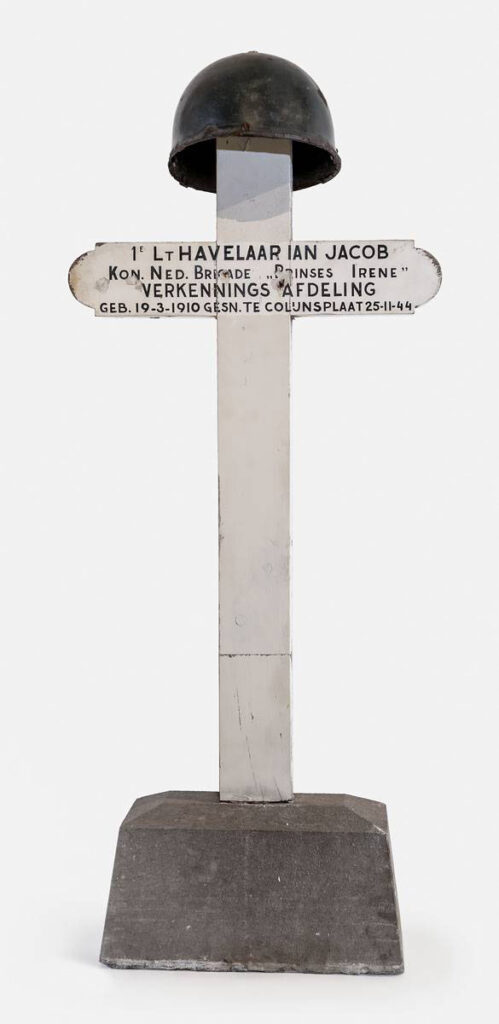 1E LT HAVELAAR IAN JACOB
KON. NED. BRIGADE „PRINSES IRENE"
VERKENNINGS AFDELING
GEB. 19-3-1910 GESN. TE COLIJNSPLAAT 25-11-44